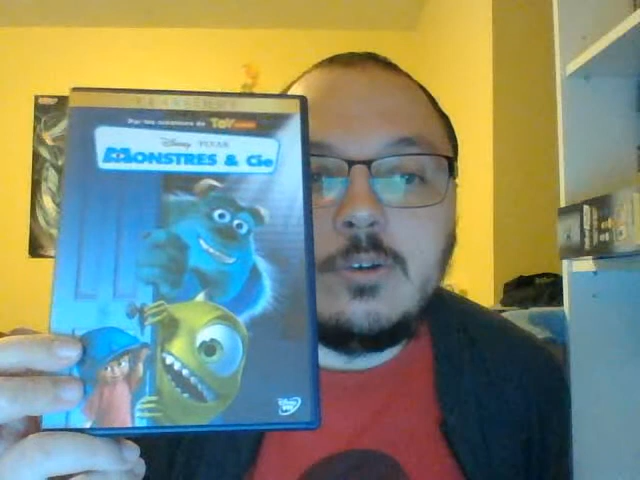 Par les créateurs de TOY STORY
Disney PIXAR
MONSTRES & Cie
Disney
DVD